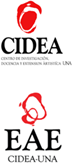 CIDEA
CENTRO DE INVESTIGACIÓN,
DOCENCIA Y EXTENSIÓN ARTÍSTICA UNA
EAE
CIDEA-UNA